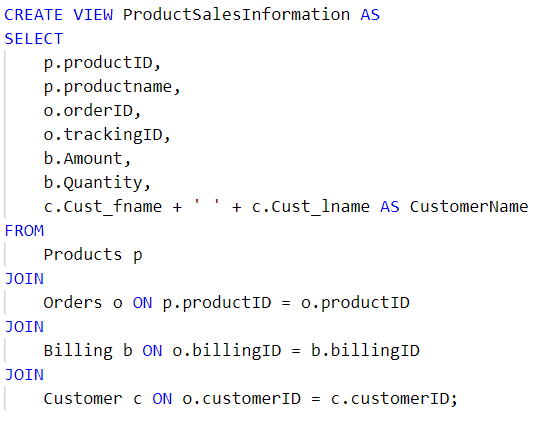 CREATE VIEW ProductSalesInformation AS
SELECT
    p.productID,
    p.productname,
    o.orderID,
    o.trackingID,
    b.Amount,
    b.Quantity,
    c.Cust_fname + ' ' + c.Cust_lname AS CustomerName
FROM
    Products p
JOIN
    Orders o ON p.productID = o.productID
JOIN
    Billing b ON o.billingID = b.billingID
JOIN
    Customer c ON o.customerID = c.customerID;